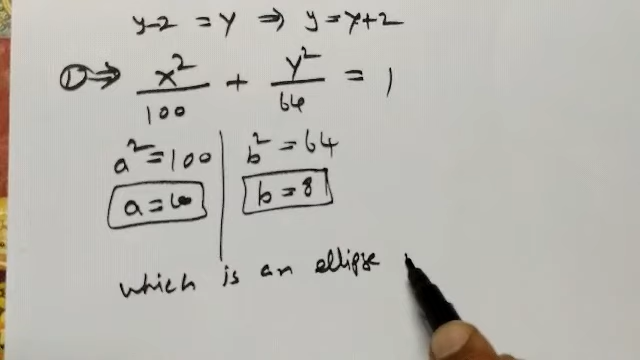 y-2 = Y ⇒ y = Y+2
① ⇒ x²/100 + Y²/64 = 1
a² = 100 | b² = 64
a = 10 | b = 8
which is an ellipse